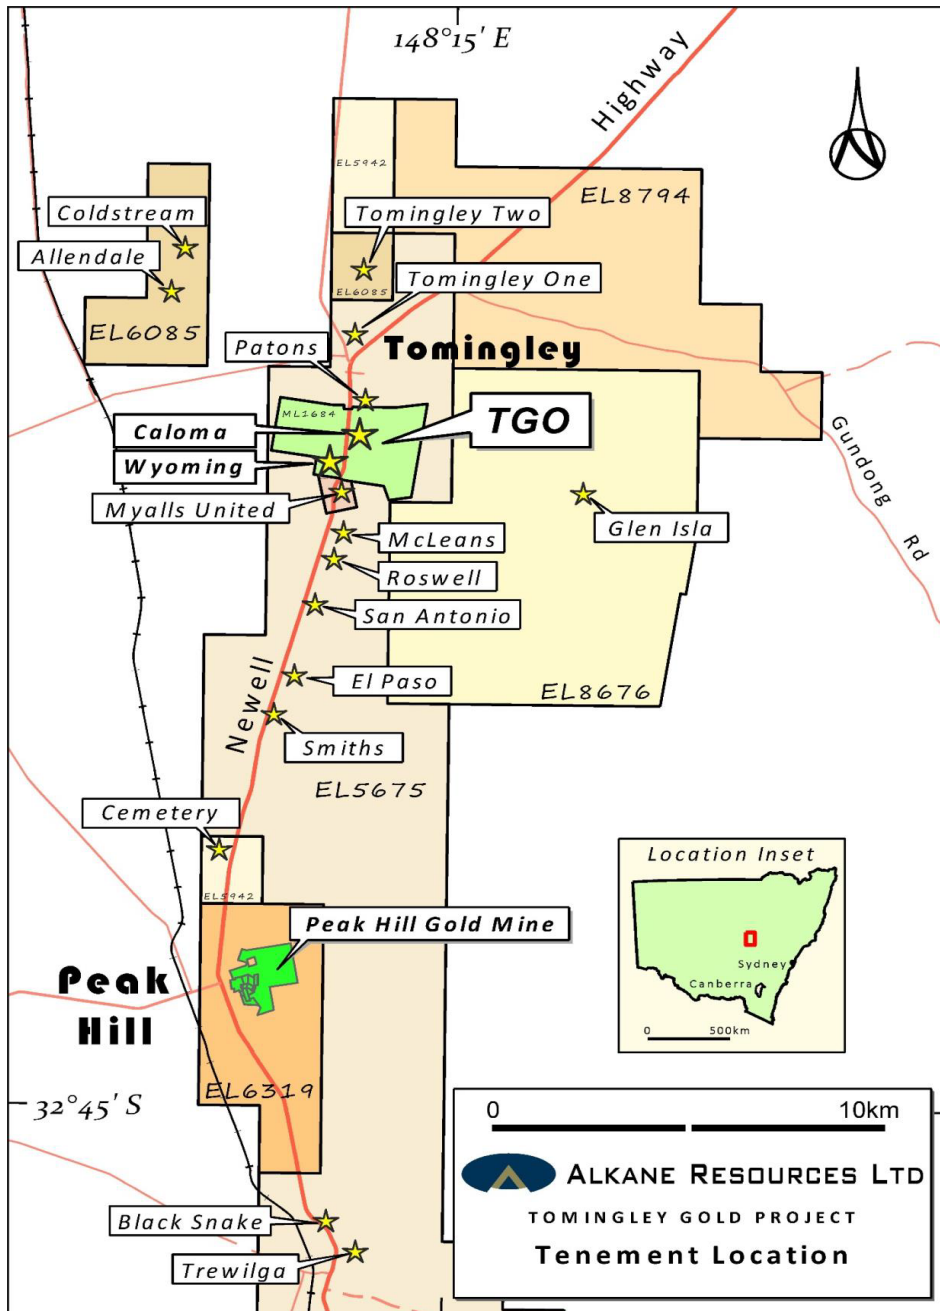 148°15' E
Highway
EL5942
EL8794
Coldstream
Tomingley Two
Allendale
Tomingley One
EL6085
EL6085
Patons
Tomingley
ML1684
TGO
Caloma
Gundong
Rd
Wyoming
Myalls United
Glen Isla
McLeans
Roswell
San Antonio
El Paso
EL8676
Newell
Smiths
EL5675
Cemetery
Location Inset
EL5942
Peak Hill Gold Mine
Sydney
Canberra
Peak
Hill
0 500km
EL6319
32°45' S
0 10km
ALKANE RESOURCES LTD
TOMINGLEY GOLD PROJECT
Tenement Location
Black Snake
Trewilga